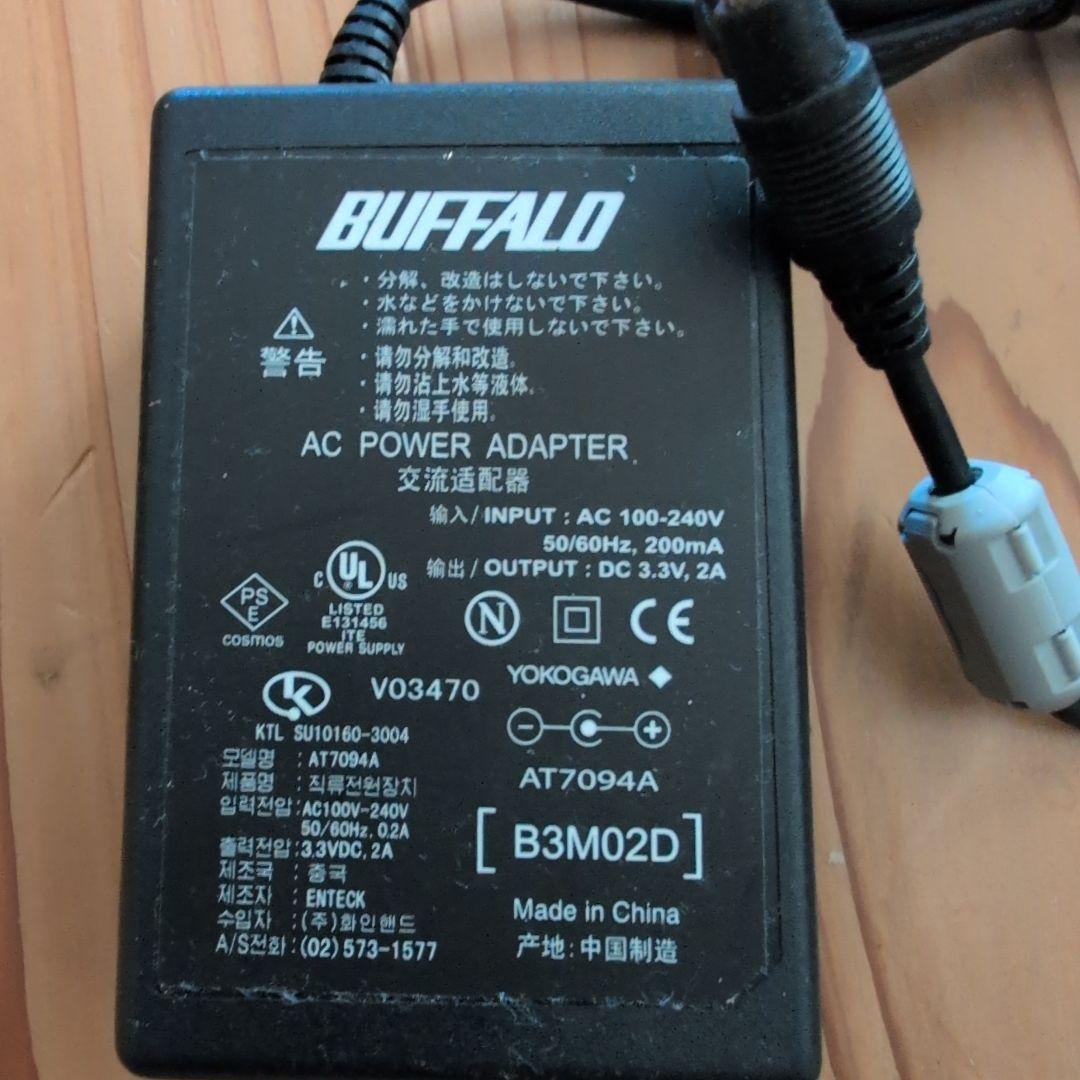 BUFFALO
・分解、改造はしないで下さい。
・水などをかけないで下さい。
・濡れた手で使用しないで下さい。
警告
・请勿分解和改造。
・请勿沾上水等液体。
・请勿湿手使用。
AC POWER ADAPTER
交流适配器
输入/INPUT : AC 100-240V
50/60Hz, 200mA
输出/OUTPUT : DC 3.3V, 2A
PS
E
COSMOS
C UL US
LISTED
E131456
ITE
POWER SUPPLY
N
CE
YOKOGAWA
V03470
KTL SU10160-3004
모델명 : AT7094A
제품명 : 직류전원장치
입력전압 : AC100V-240V
50/60Hz, 0.2A
출력전압 : 3.3VDC, 2A
제조국 : 중국
제조자 : ENTECK
수입자 : (주)화인핸드
A/S전화 : (02)573-1577
AT7094A
[B3M02D]
Made in China
产地: 中国制造